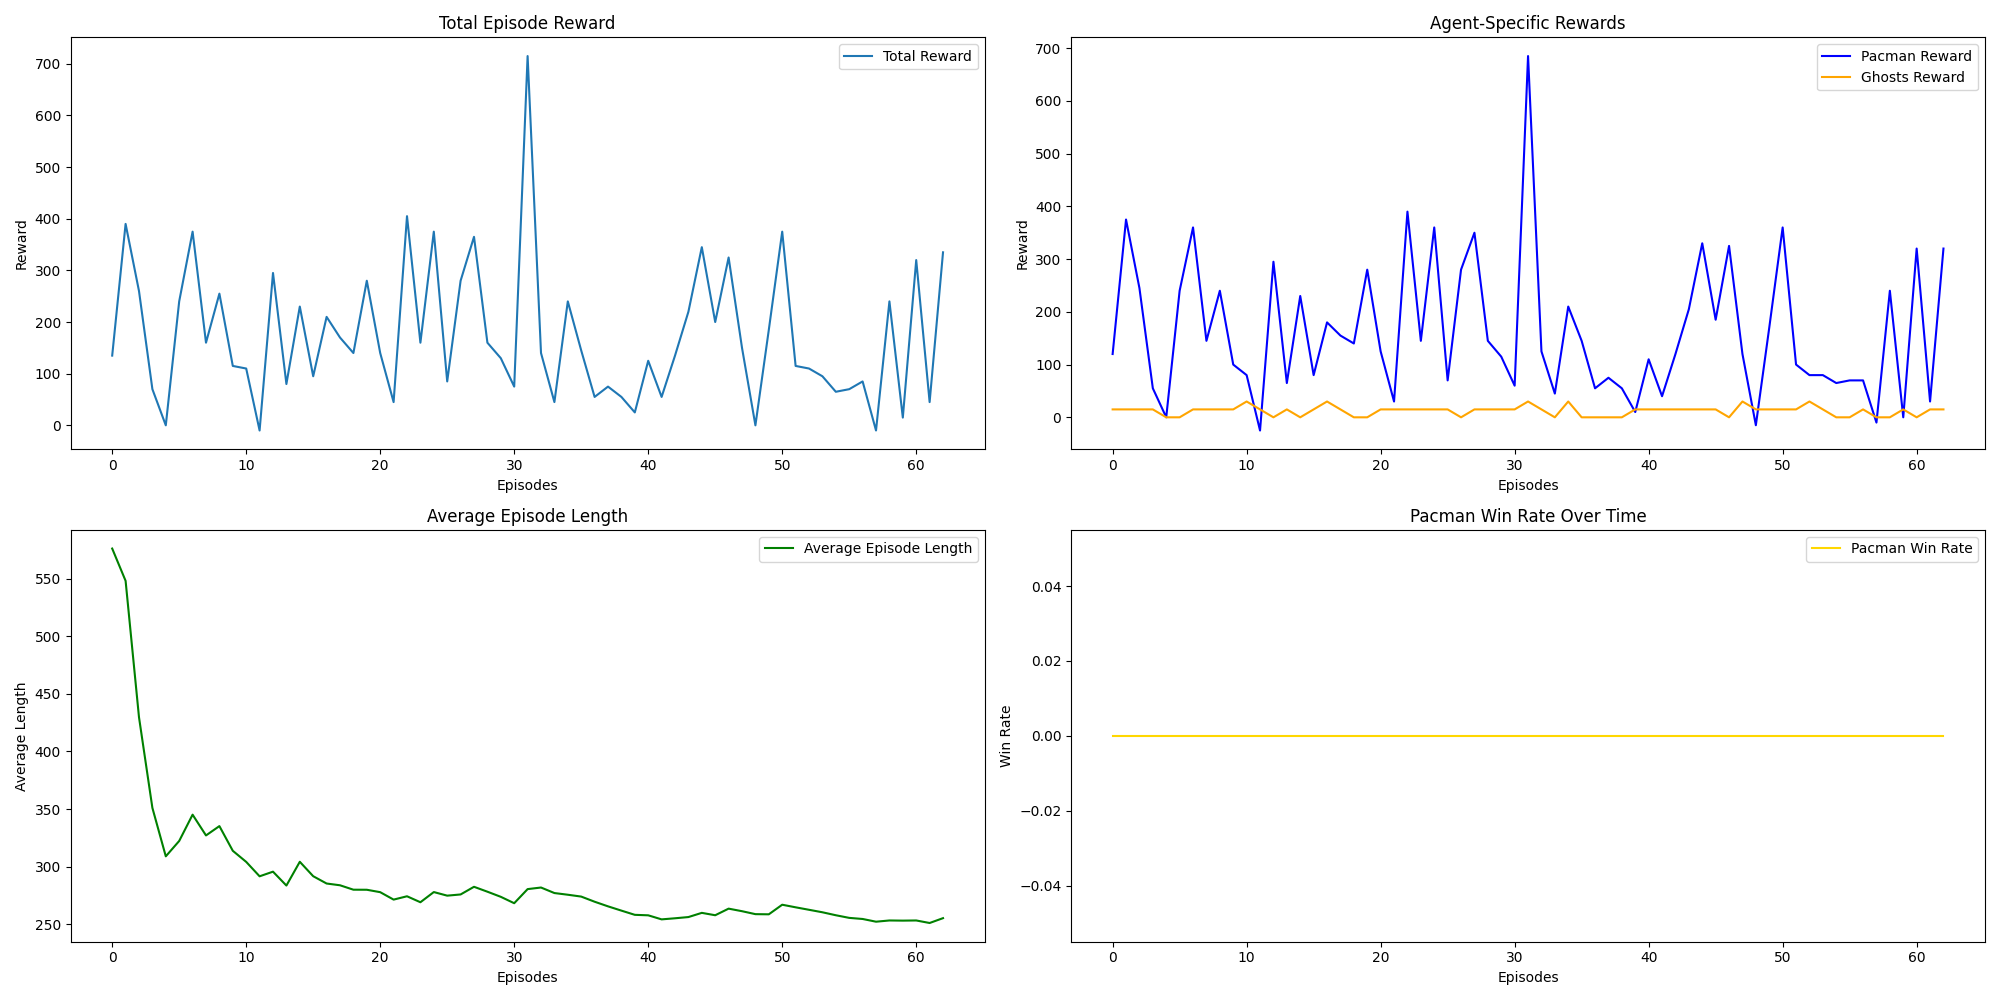 Total Episode Reward
Total Reward
700
600
500
400
300
200
100
0
Reward
0 10 20 30 40 50 60
Episodes
Agent-Specific Rewards
Pacman Reward
Ghosts Reward
700
600
500
400
300
200
100
0
Reward
0 10 20 30 40 50 60
Episodes
Average Episode Length
Average Episode Length
550
500
450
400
350
300
250
Average Length
0 10 20 30 40 50 60
Episodes
Pacman Win Rate Over Time
Pacman Win Rate
0.04
0.02
0.00
−0.02
−0.04
Win Rate
0 10 20 30 40 50 60
Episodes